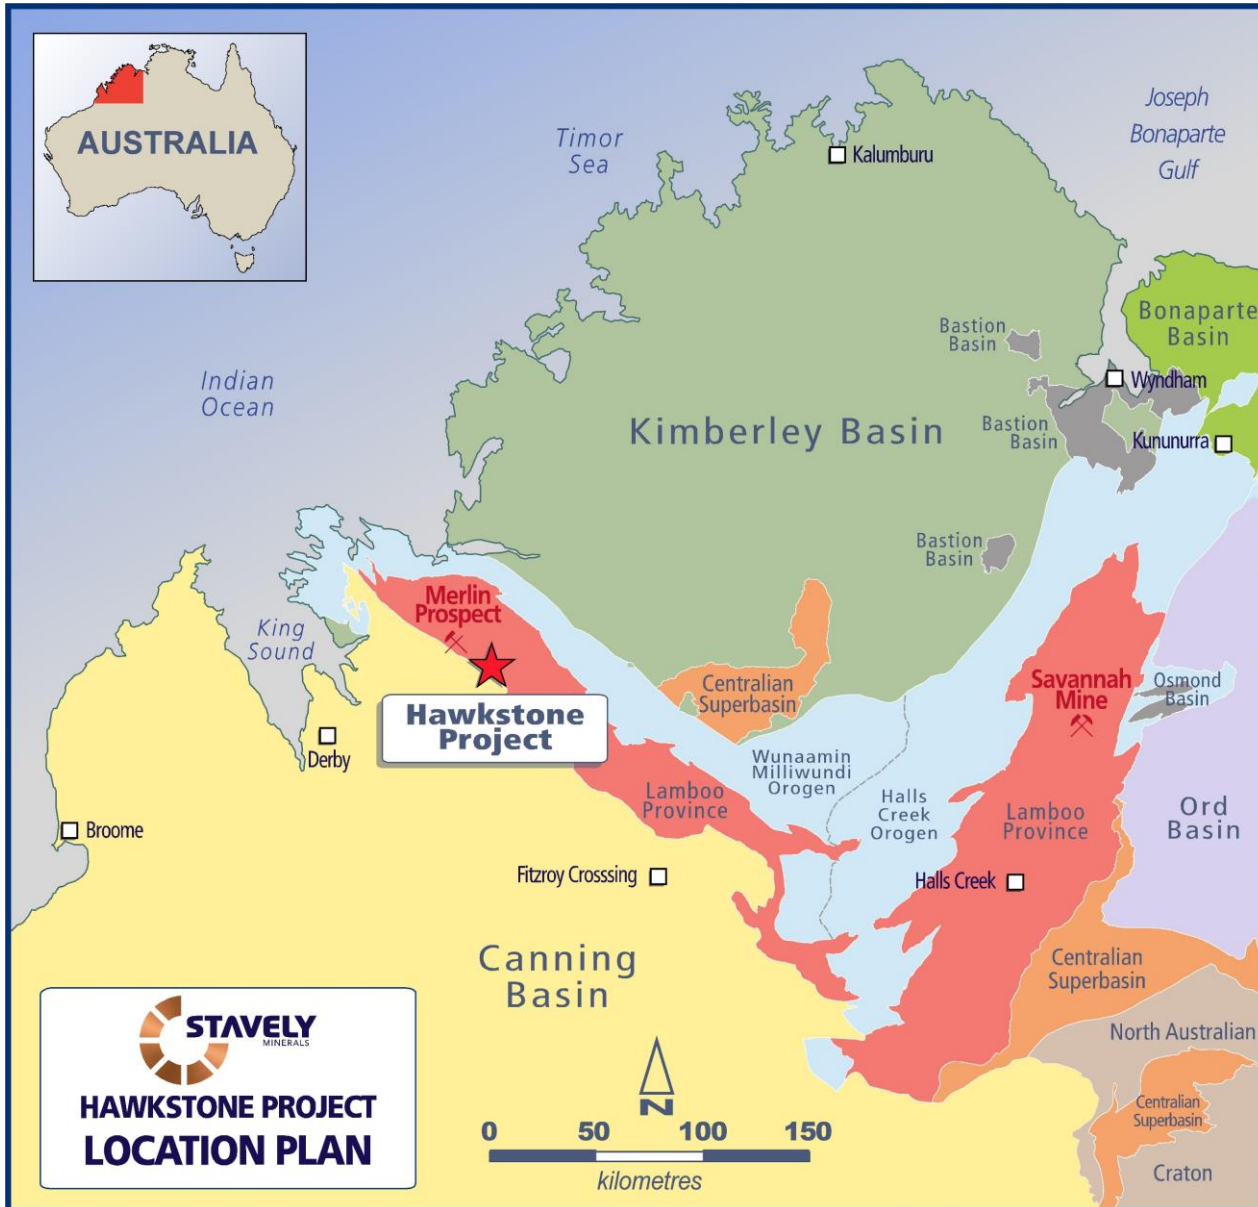 AUSTRALIA
Timor
Sea
Joseph
Bonaparte
Gulf
Kalumburu
Indian
Ocean
Bonaparte
Basin
Bastion
Basin
Wyndham
Kimberley Basin
Bastion
Basin
Kununurra
Bastion
Basin
Merlin
Prospect
King
Sound
Centralian
Superbasin
Savannah
Mine
Osmond
Basin
Hawkstone
Project
Derby
Wunaamin
Milliwundi
Orogen
Halls
Creek
Orogen
Lamboo
Province
Lamboo
Province
Ord
Basin
Broome
Fitzroy Crosssing
Halls Creek
Canning
Basin
Centralian
Superbasin
North Australian
Centralian
Superbasin
Craton
STAVELY
MINERALS
HAWKSTONE PROJECT
LOCATION PLAN
N
0 50 100 150
kilometres